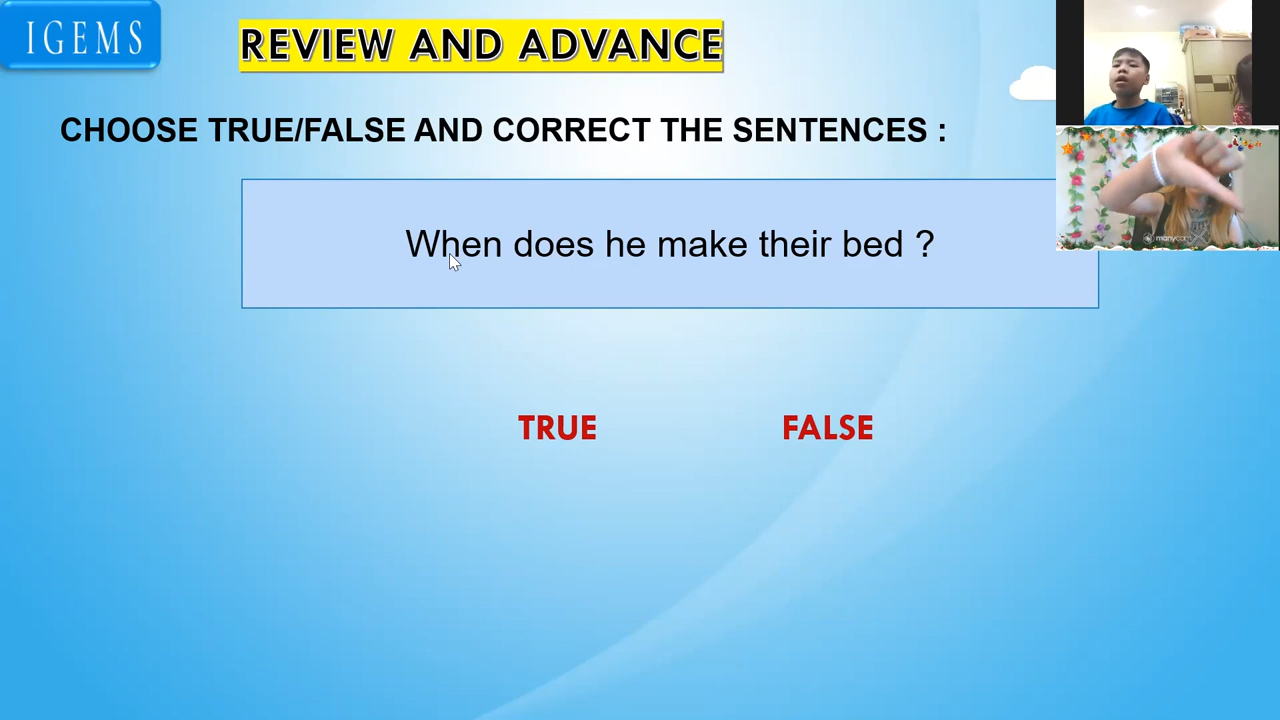 IGEMS
REVIEW AND ADVANCE
CHOOSE TRUE/FALSE AND CORRECT THE SENTENCES :
When does he make their bed ?
TRUE
FALSE
manycam